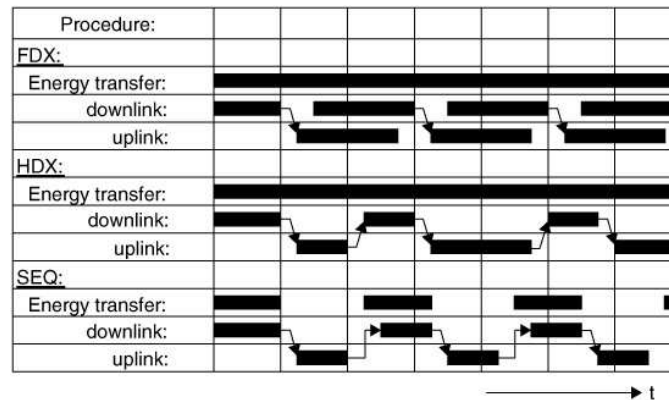 Procedure:
FDX:
Energy transfer:
downlink:
uplink:
HDX:
Energy transfer:
downlink:
uplink:
SEQ:
Energy transfer:
downlink:
uplink:
t